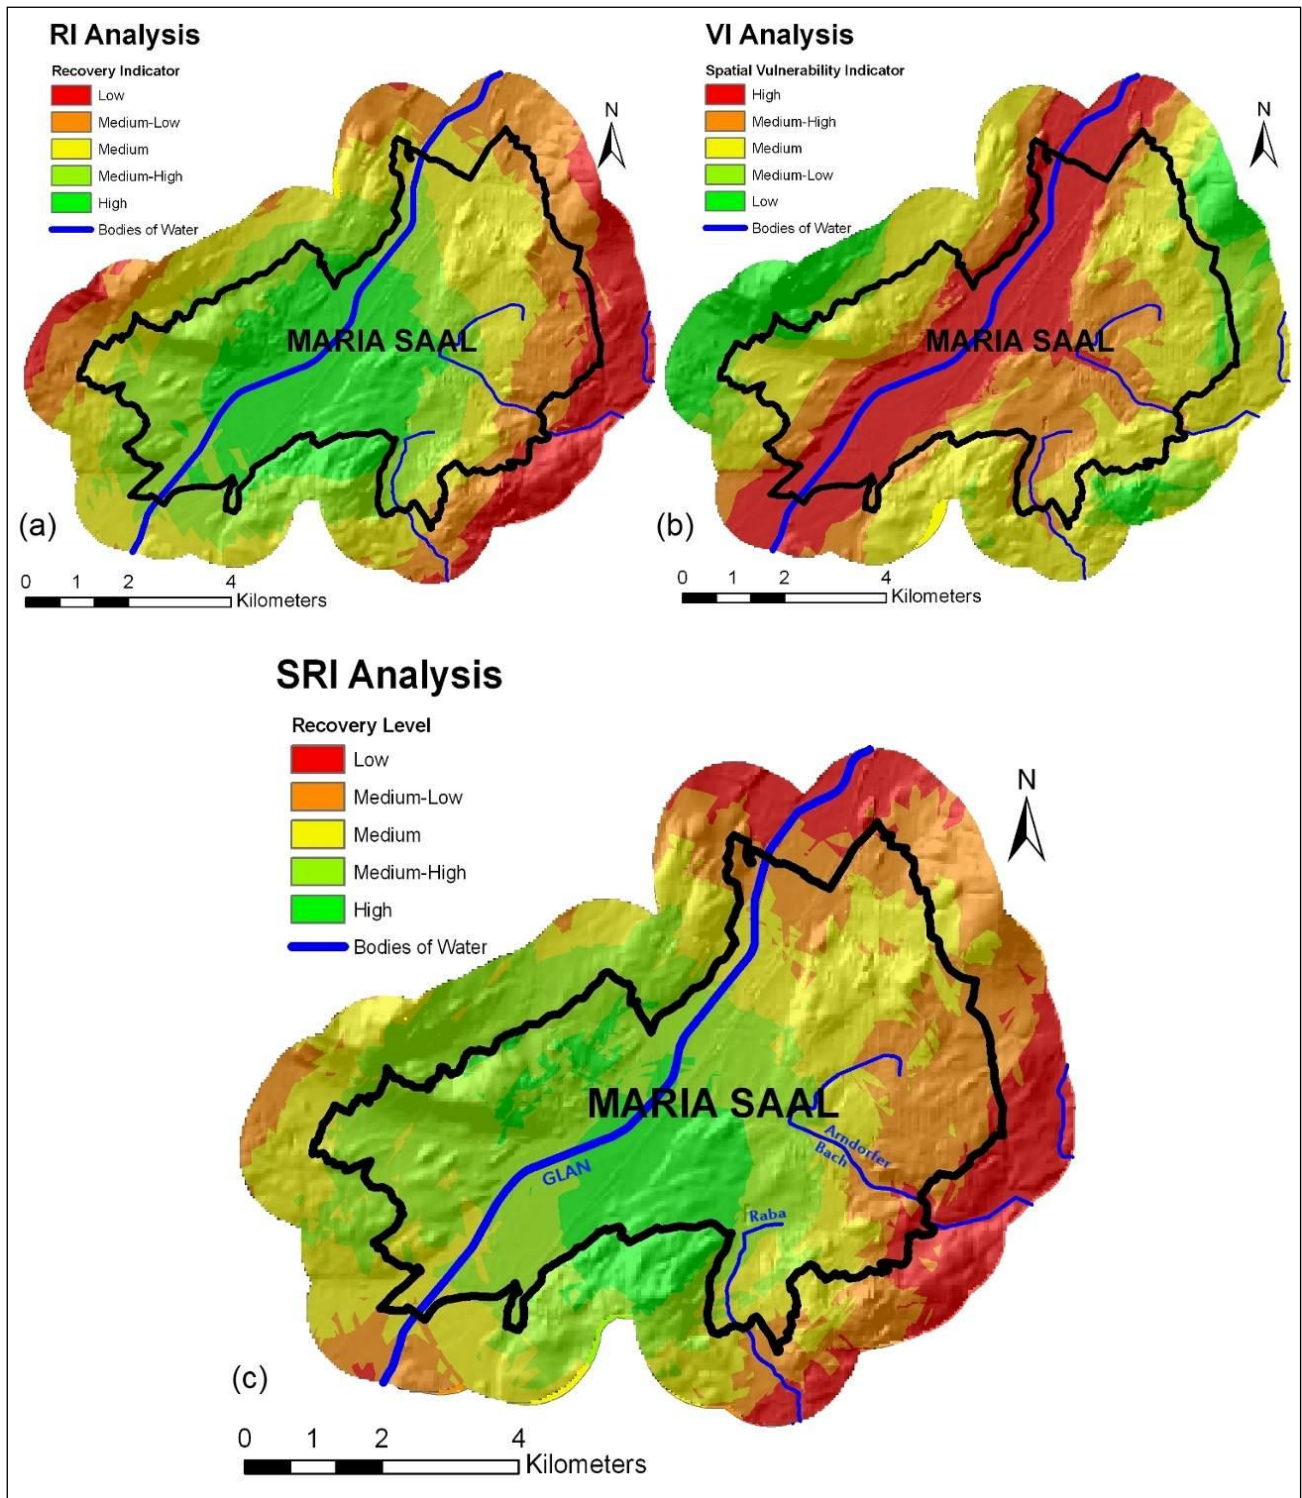 RI Analysis
Recovery Indicator
Low
Medium-Low
Medium
Medium-High
High
Bodies of Water
N
MARIA SAAL
(a)
0 1 2 4
Kilometers
VI Analysis
Spatial Vulnerability Indicator
High
Medium-High
Medium
Medium-Low
Low
Bodies of Water
N
MARIA SAAL
(b)
0 1 2 4
Kilometers
SRI Analysis
Recovery Level
Low
Medium-Low
Medium
Medium-High
High
Bodies of Water
N
MARIA SAAL
Arndorfer
Bach
GLAN
Raba
(c)
0 1 2 4
Kilometers